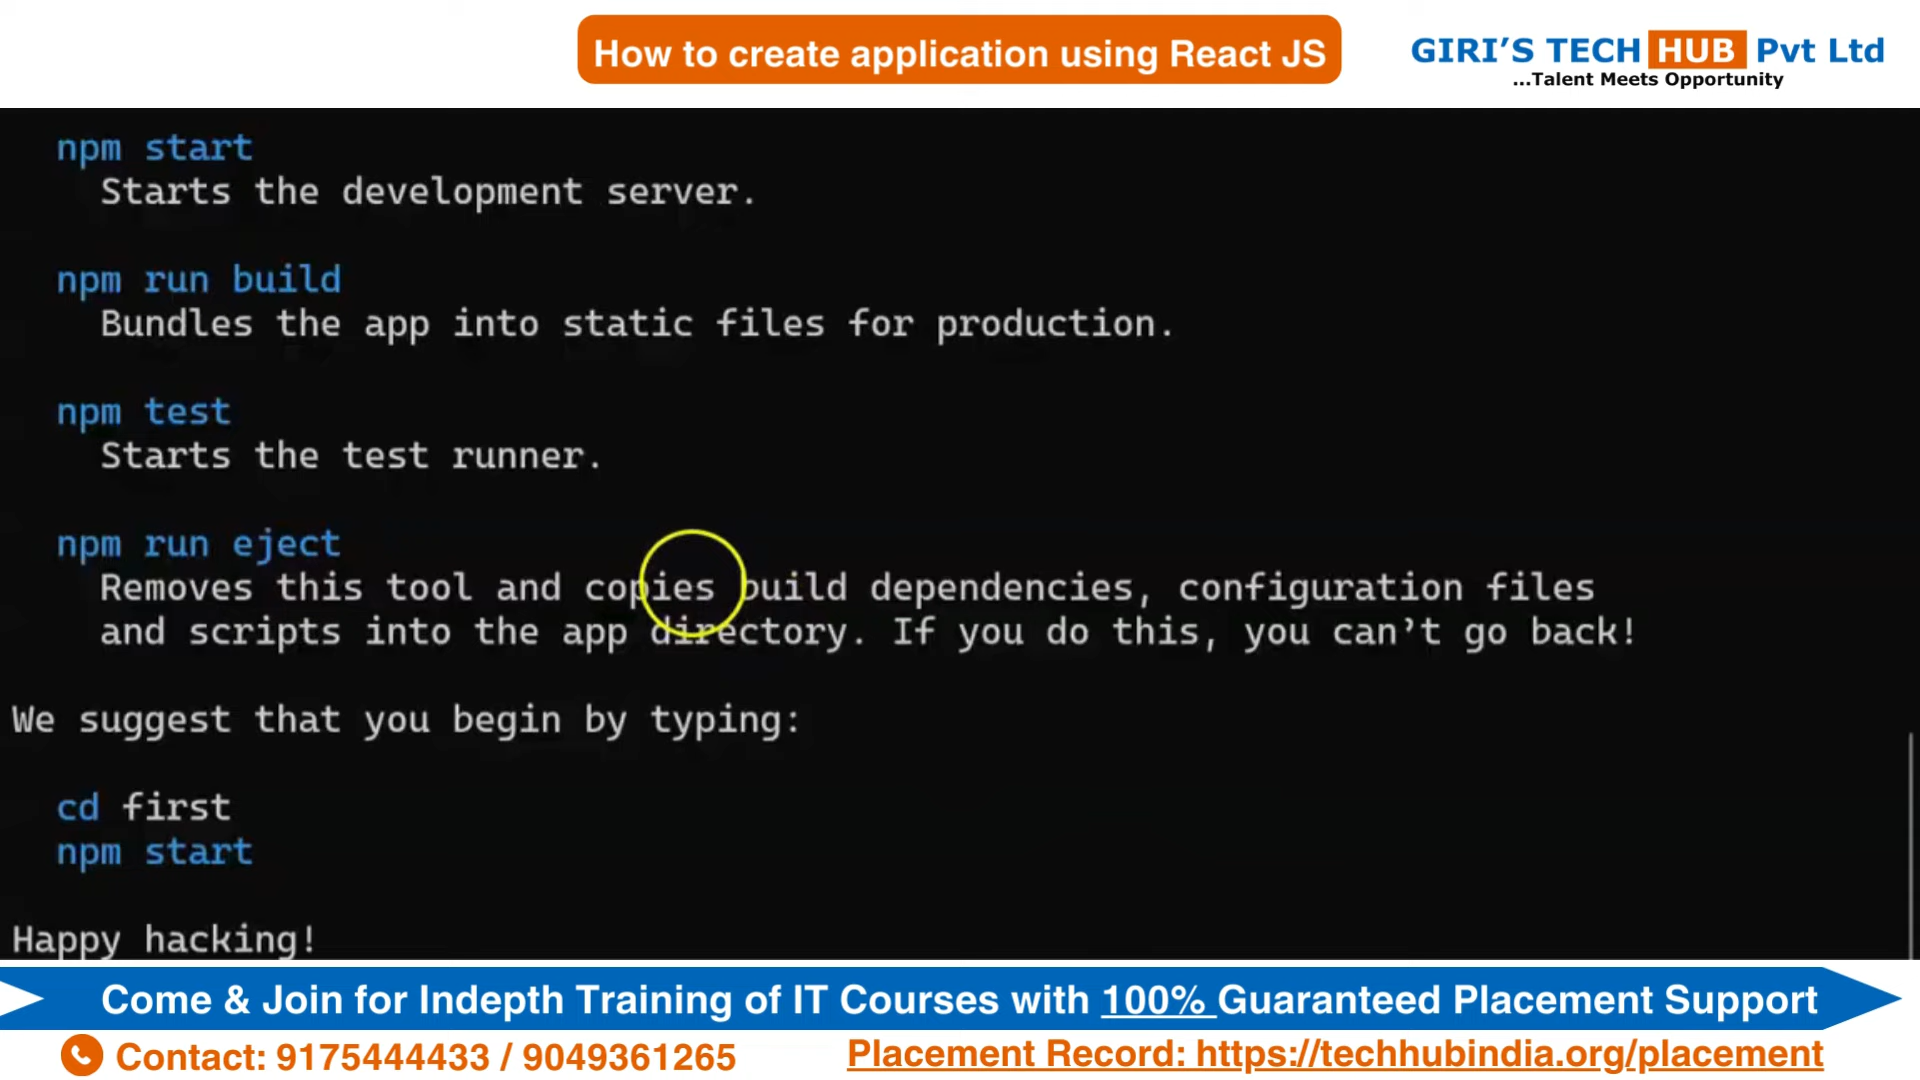 How to create application using React JS
GIRI'S TECH HUB Pvt Ltd
...Talent Meets Opportunity
npm start
Starts the development server.
npm run build
Bundles the app into static files for production.
npm test
Starts the test runner.
npm run eject
Removes this tool and copies build dependencies, configuration files
and scripts into the app directory. If you do this, you can't go back!
We suggest that you begin by typing:
cd first
npm start
Happy hacking!
Come & Join for Indepth Training of IT Courses with 100% Guaranteed Placement Support
Contact: 9175444433 / 9049361265
Placement Record: https://techhubindia.org/placement